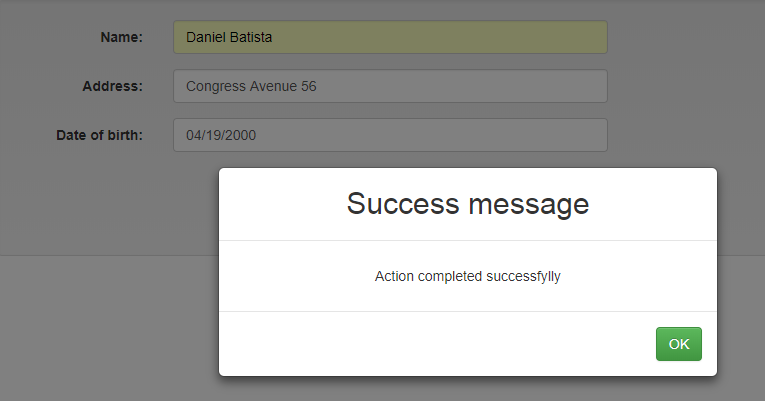 Name: Daniel Batista
Address: Congress Avenue 56
Date of birth: 04/19/2000
Success message
Action completed successfylly
OK